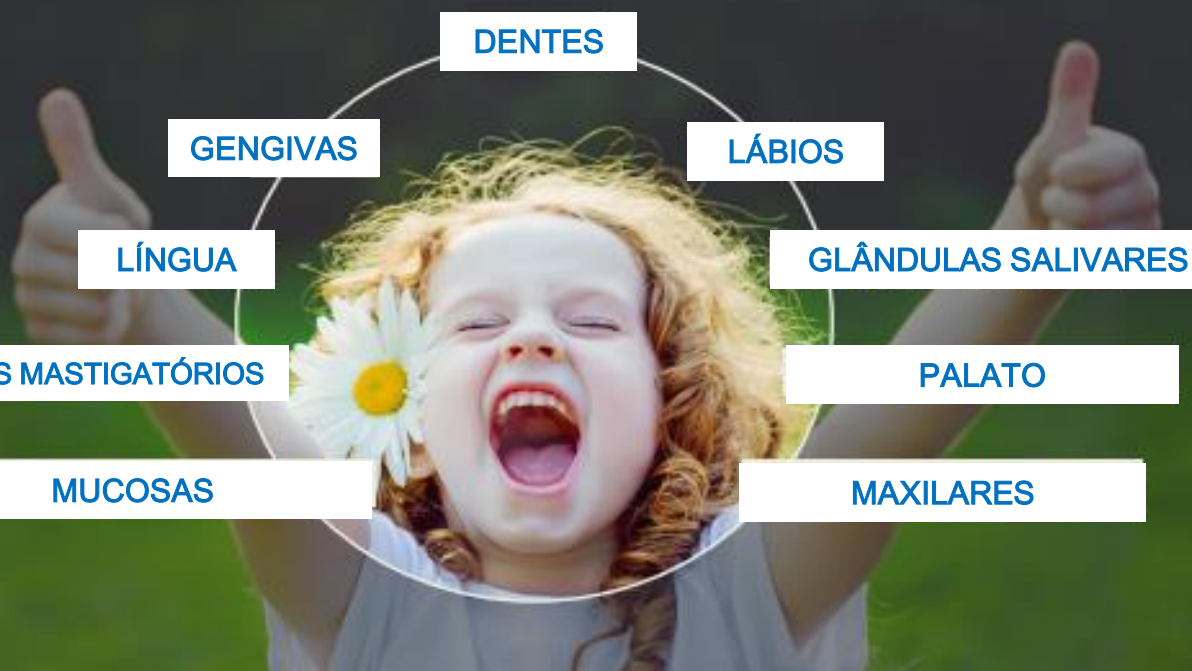 DENTES
GENGIVAS
LÁBIOS
LÍNGUA
GLÂNDULAS SALIVARES
MASTIGATÓRIOS
PALATO
MUCOSAS
MAXILARES